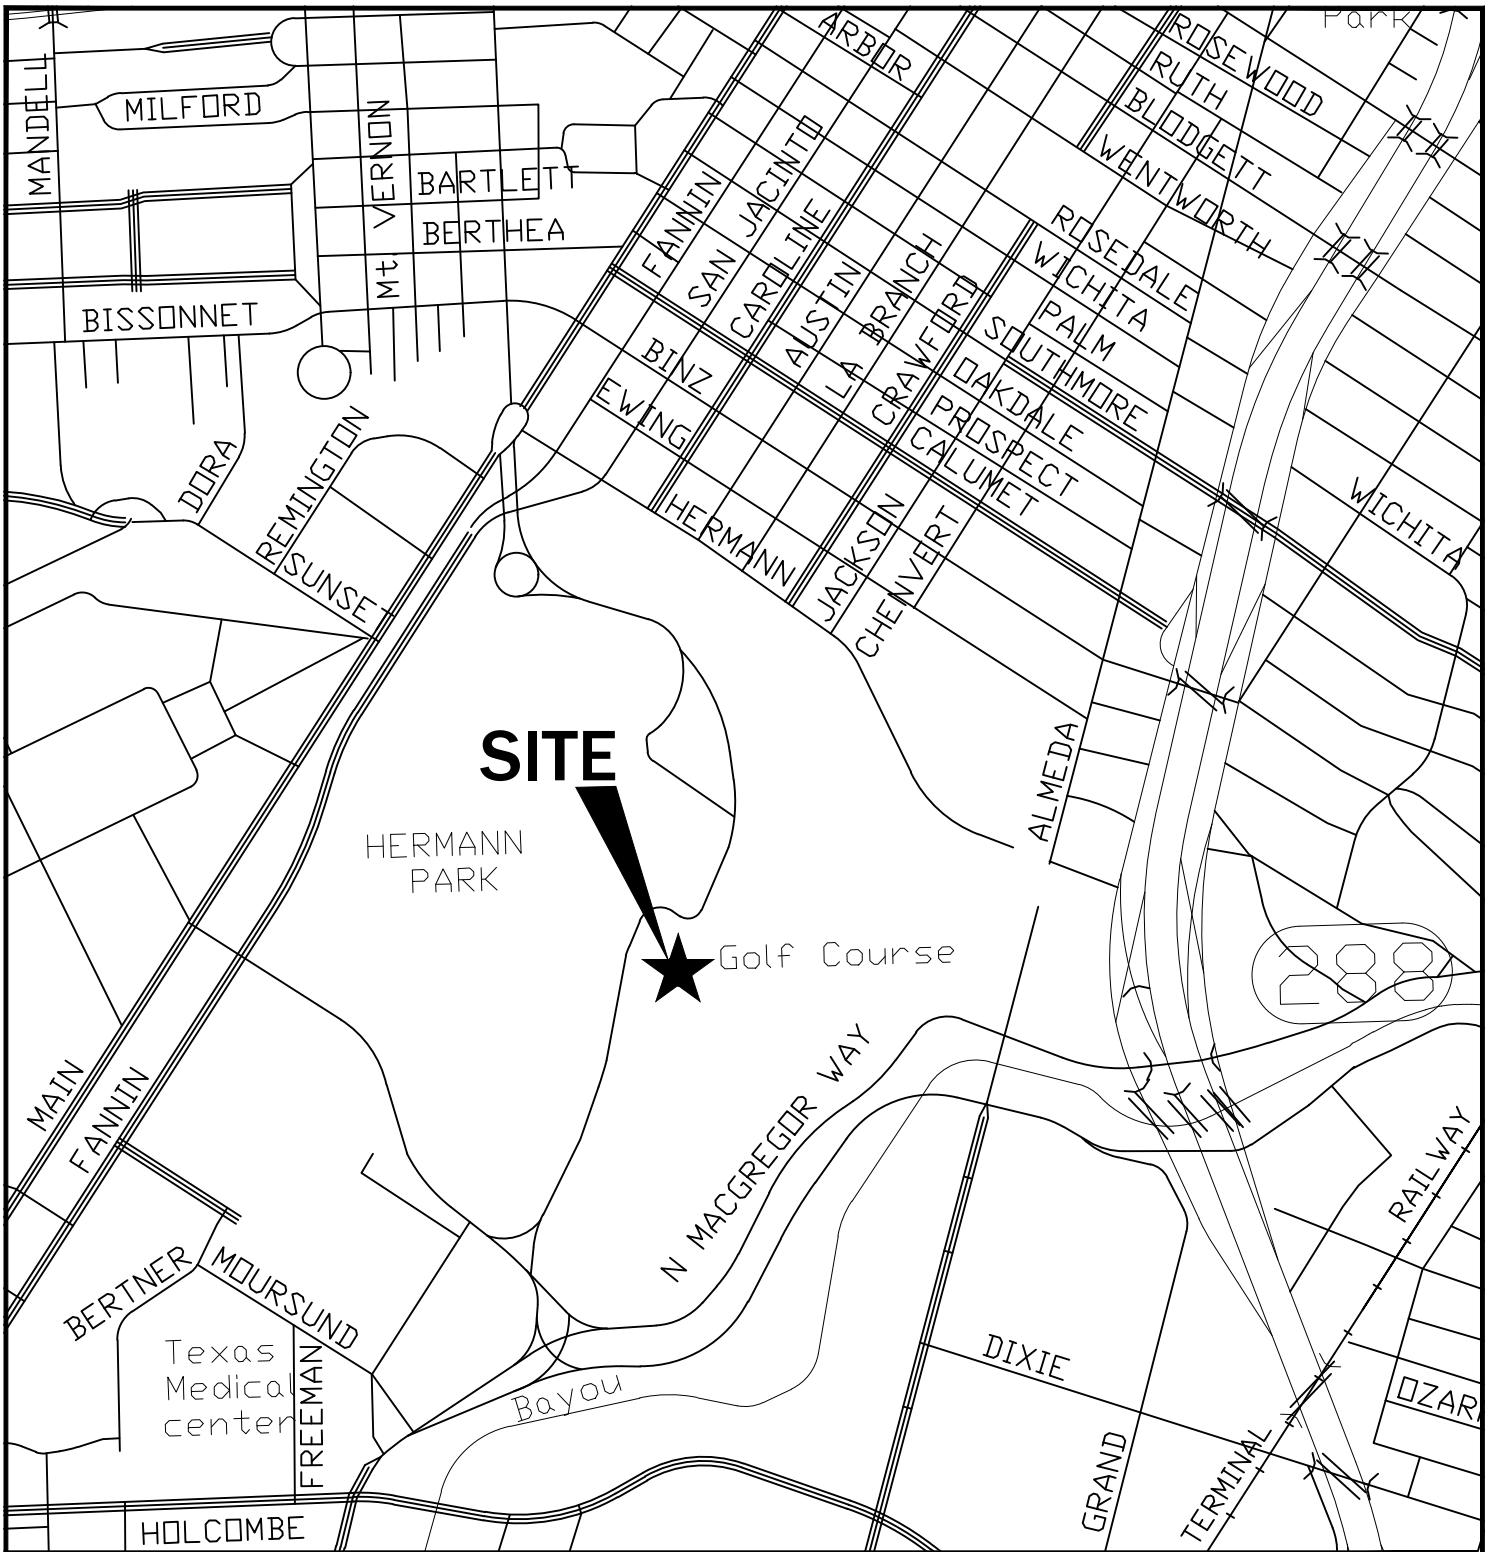 Park
ARBOR
ROSEWOOD
RUTH
BLODGETT
WENTWORTH
MANDELL
MILFORD
Mt VERNON
BARTLETT
BERTHEA
BISSONNET
FANNIN
SAN JACINTO
CAROLINE
AUSTIN
LA BRANCH
CRAWFORD
ROSEDALE
WICHITA
PALM
SOUTHMORE
OAKDALE
PROSPECT
CALUMET
BINZ
EWING
HERMANN
JACKSON
CHENVERT
WICHITA
DORA
REMINGTON
SUNSET
ALMEDA
SITE
HERMANN
PARK
Golf Course
288
MAIN
FANNIN
N MACGREGOR WAY
RAILWAY
BERTNER
MOURSUND
Texas
Medical
center
FREEMAN
Bayou
DIXIE
OZAR
GRAND
TERMINAL
HOLCOMBE